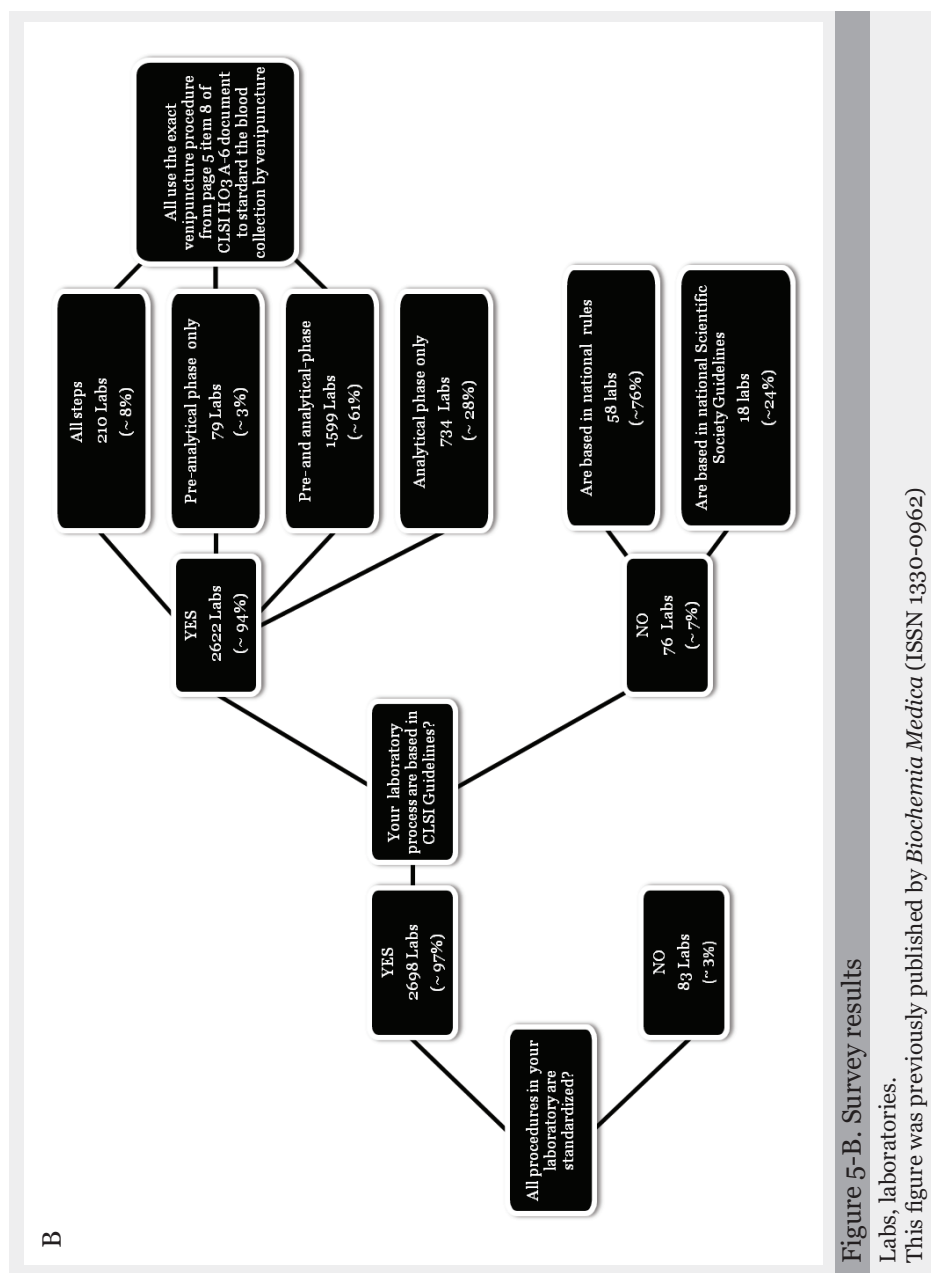 B
All procedures in your
laboratory are
standardized?
YES
2698 Labs
(~ 97%)
NO
83 Labs
(~ 3%)
Your laboratory
process are based in
CLSI Guidelines?
YES
2622 Labs
(~ 94%)
NO
76 Labs
(~ 7%)
All steps
210 Labs
(~ 8%)
Pre-analytical phase only
79 Labs
(~ 3%)
Pre- and analytical-phase
1599 Labs
(~ 61%)
Analytical phase only
734 labs
(~ 28%)
Are based in national rules
58 labs
(~76%)
Are based in national Scientific
Society Guidelines
18 labs
(~24%)
All use the exact
venipuncture procedure
from page 5 item 8 of
CLSI HO3 A-6 document
to stardard the blood
collection by venipuncture
Figure 5-B. Survey results
Labs, laboratories.
This figure was previously published by Biochemia Medica (ISSN 1330-0962)